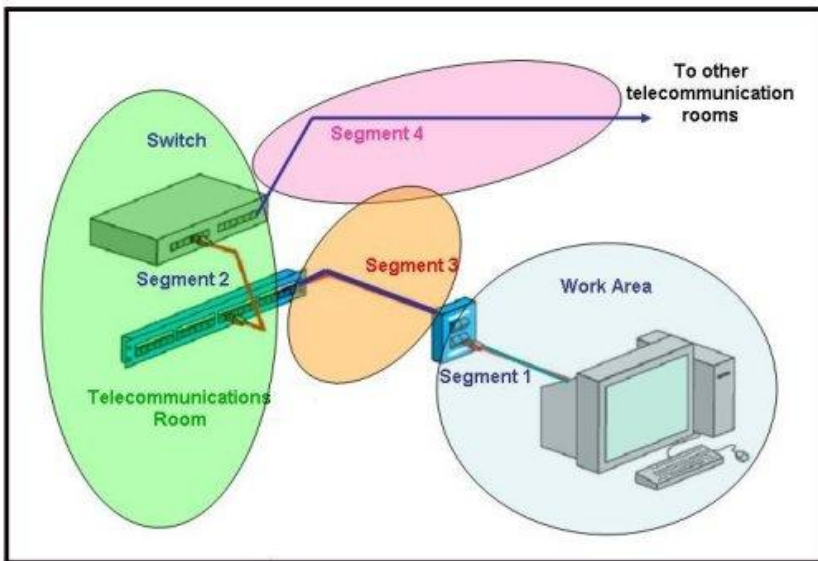 To other
telecommunication
rooms
Switch
Segment 4
Segment 2
Segment 3
Work Area
Segment 1
Telecommunications
Room